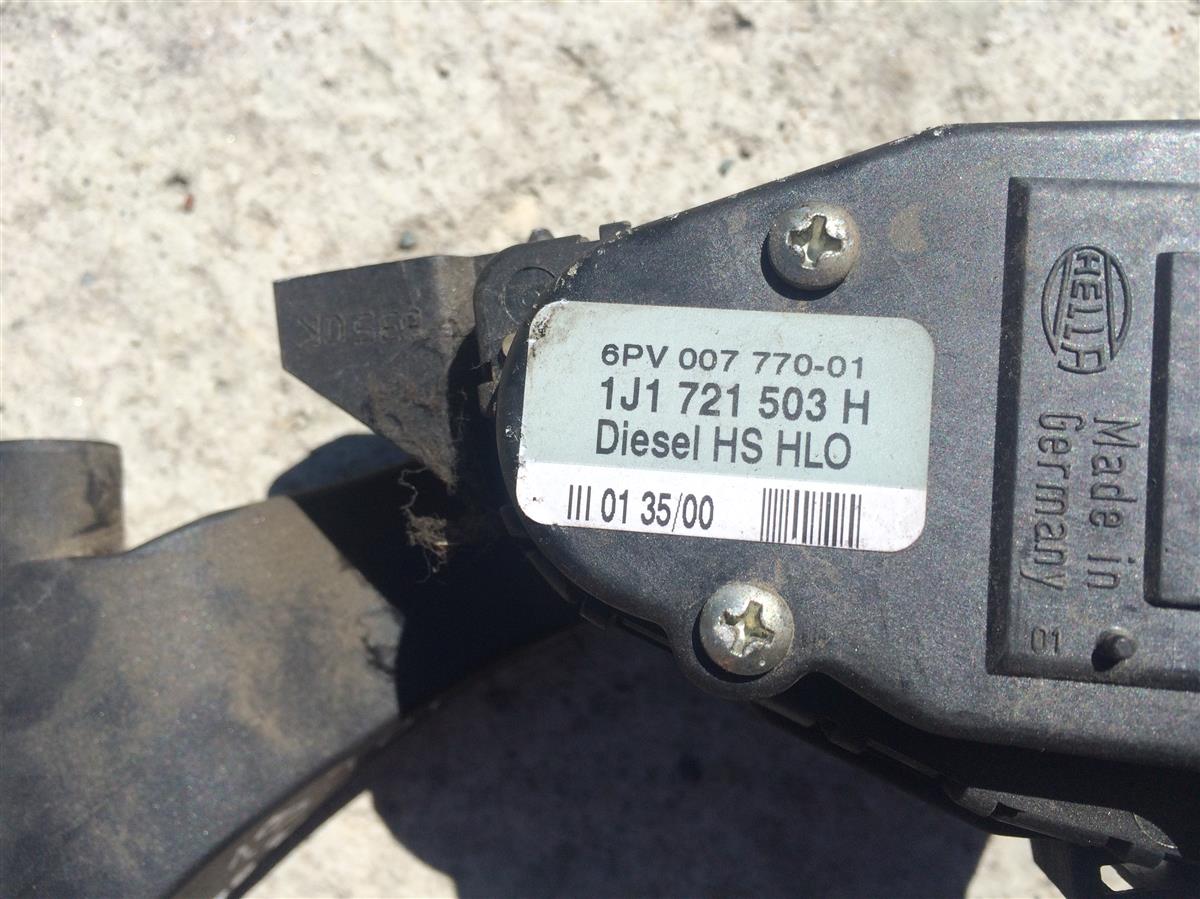 6PV 007 770-01
1J1 721 503 H
Diesel HS HLO
III 01 35/00
HELLA
Made in
Germany
01